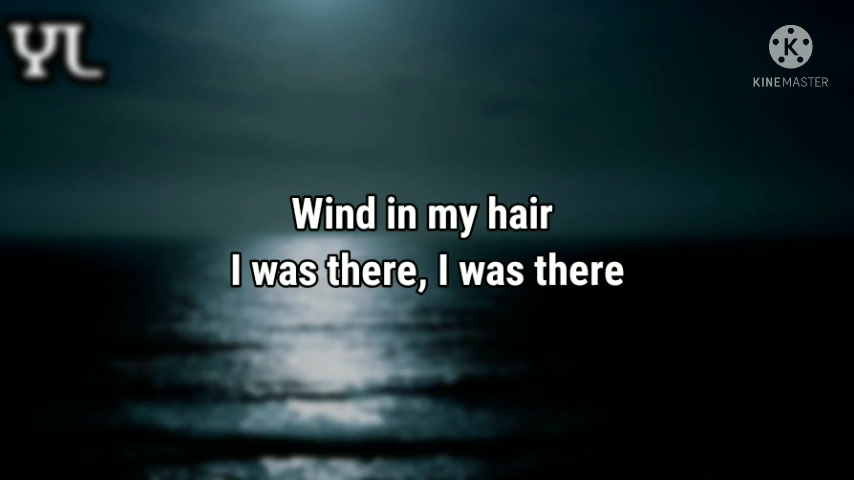 YL
K
KINEMASTER
Wind in my hair
I was there, I was there